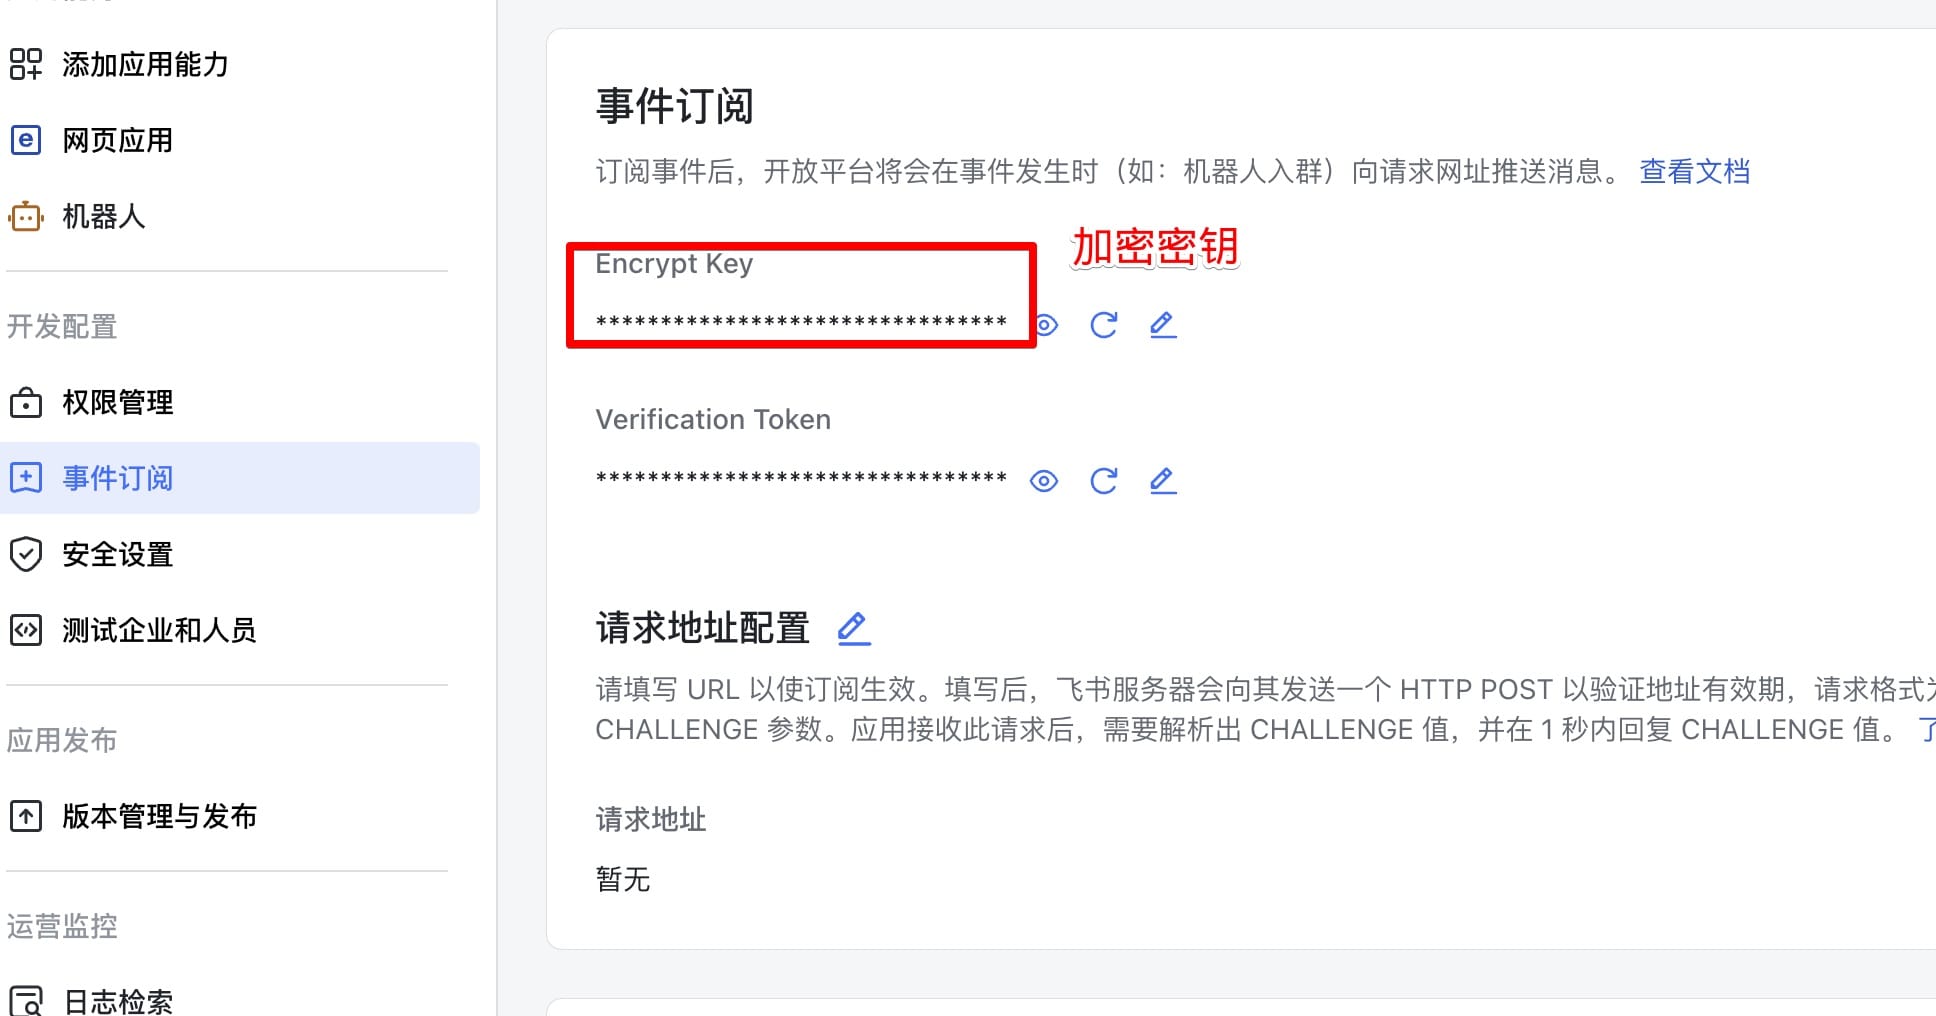 添加应用能力
网页应用
机器人
开发配置
权限管理
事件订阅
安全设置
测试企业和人员
应用发布
版本管理与发布
运营监控
日志检索
事件订阅
订阅事件后，开放平台将会在事件发生时（如：机器人入群）向请求网址推送消息。 查看文档
加密密钥
Encrypt Key
********************************
Verification Token
********************************
请求地址配置
请填写 URL 以使订阅生效。填写后，飞书服务器会向其发送一个 HTTP POST 以验证地址有效期，请求格式
CHALLENGE 参数。应用接收此请求后，需要解析出 CHALLENGE 值，并在 1 秒内回复 CHALLENGE 值。 了
请求地址
暂无